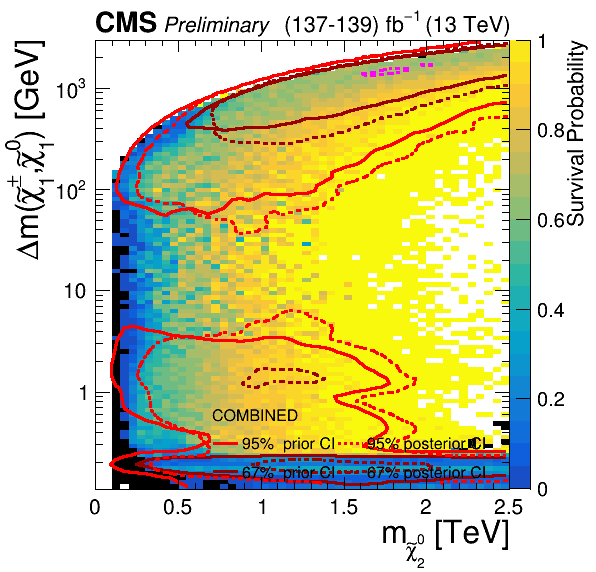 CMS Preliminary (137-139) fb⁻¹ (13 TeV)
Δm(χ̃₁±,χ̃₁⁰) [GeV]
10³
10²
10
1
COMBINED
95% prior CI 95% posterior CI
67% prior CI 67% posterior CI
0 0.5 1 1.5 2 2.5
m_χ̃₂⁰ [TeV]
1
0.8
0.6
0.4
0.2
0
Survival Probability